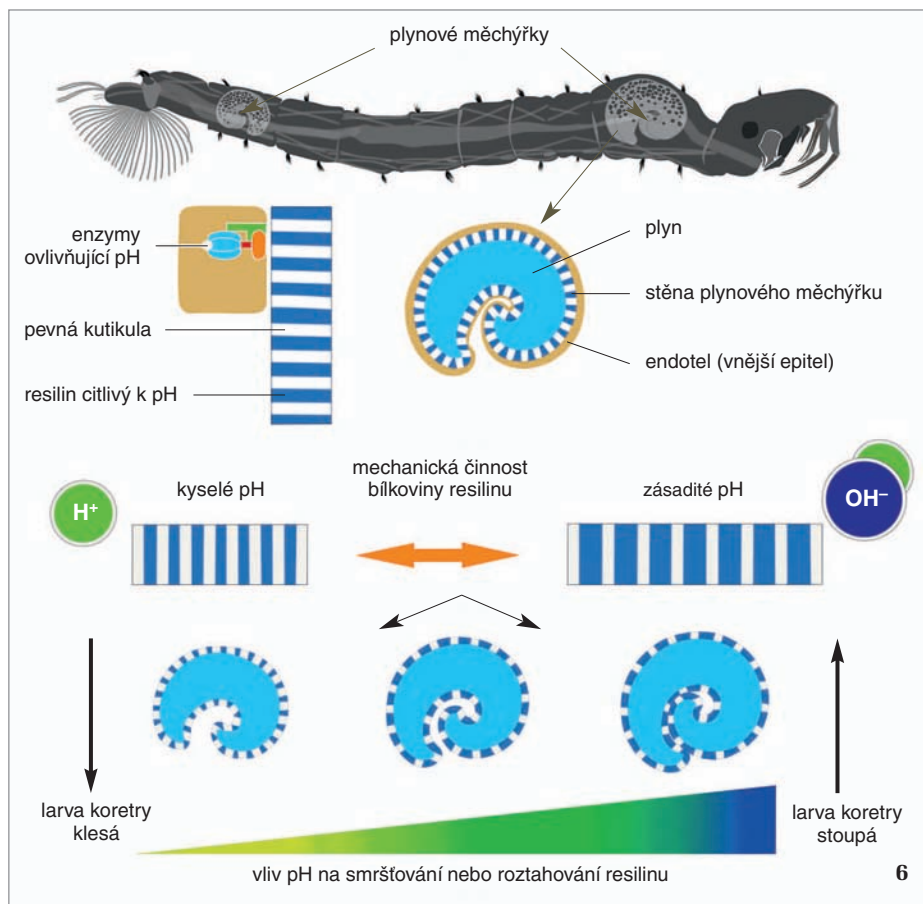 plynové měchýřky
enzymy
ovlivňující pH
pevná kutikula
resilin citlivý k pH
plyn
stěna plynového měchýřku
endotel (vnější epitel)
H+
kyselé pH
mechanická činnost
bílkoviny resilinu
zásadité pH
OH–
larva koretry
klesá
larva koretry
stoupá
vliv pH na smršťování nebo roztahování resilinu
6